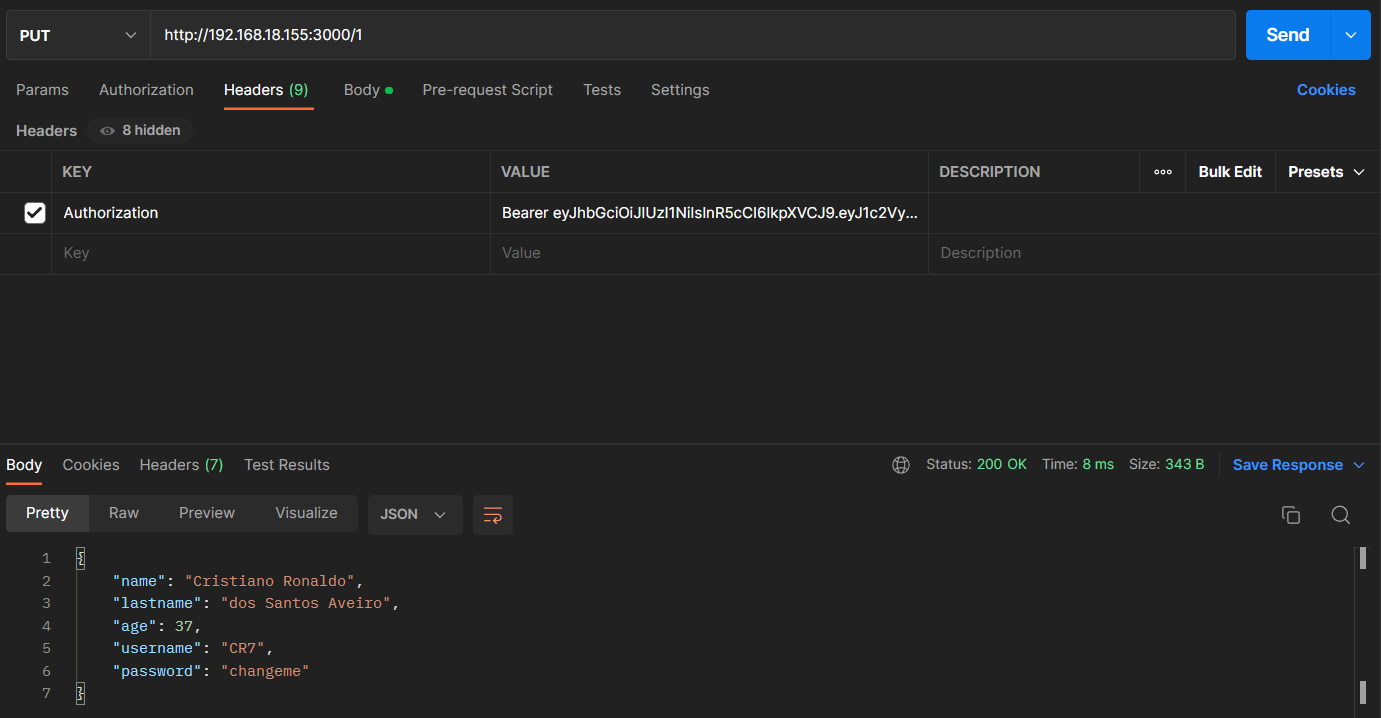 PUT http://192.168.18.155:3000/1 Send
Params Authorization Headers (9) Body Pre-request Script Tests Settings Cookies
Headers 8 hidden
KEY VALUE DESCRIPTION Bulk Edit Presets
Authorization Bearer eyJhbGciOiJIUzI1NiIsInR5cCI6IkpXVCJ9.eyJ1c2Vy...
Key Value Description
Body Cookies Headers (7) Test Results Status: 200 OK Time: 8 ms Size: 343 B Save Response
Pretty Raw Preview Visualize JSON
1 {
2 "name": "Cristiano Ronaldo",
3 "lastname": "dos Santos Aveiro",
4 "age": 37,
5 "username": "CR7",
6 "password": "changeme"
7 }